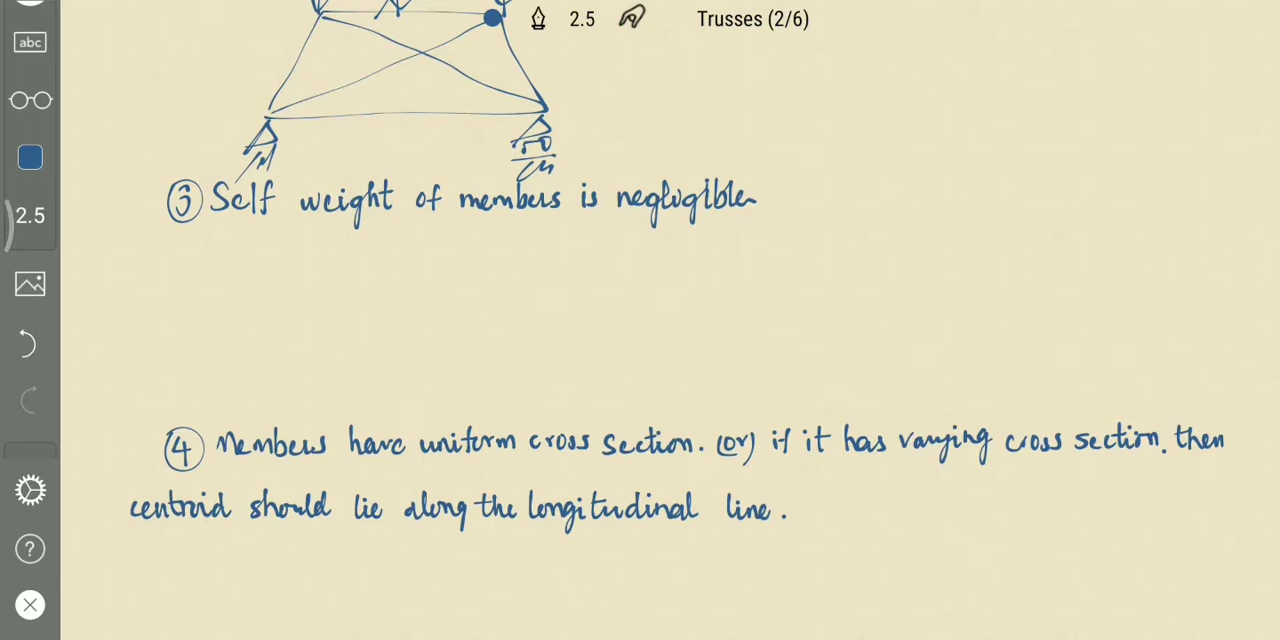 abc
2.5
Trusses (2/6)
③ Self weight of members is neglugible
2.5
④ Members have uniform cross section. (or) if it has varying cross section. then
centroid should lie along the longitudinal line.
?